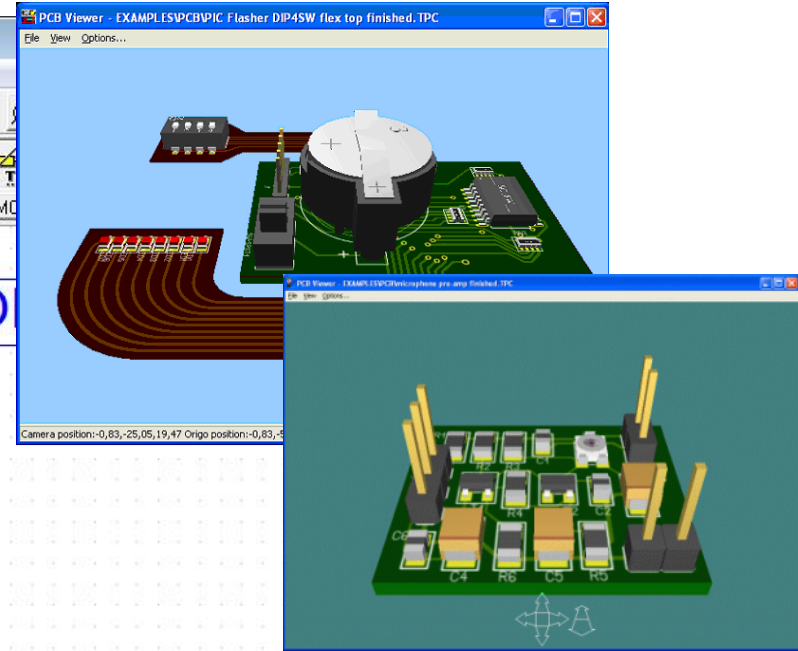 PCB Viewer - EXAMPLES\PCB\PIC Flasher DIP4SW flex top finished.TPC
File View Options...
Camera position:-0,83,-25,05,19,47 Origo position:-0,83,-5
PCB Viewer - EXAMPLES\PCB\microphone pre-amp finished.TPC
File View Options...
R2 R3 C1
R4 C2
C6
C4 R6 C5 R5